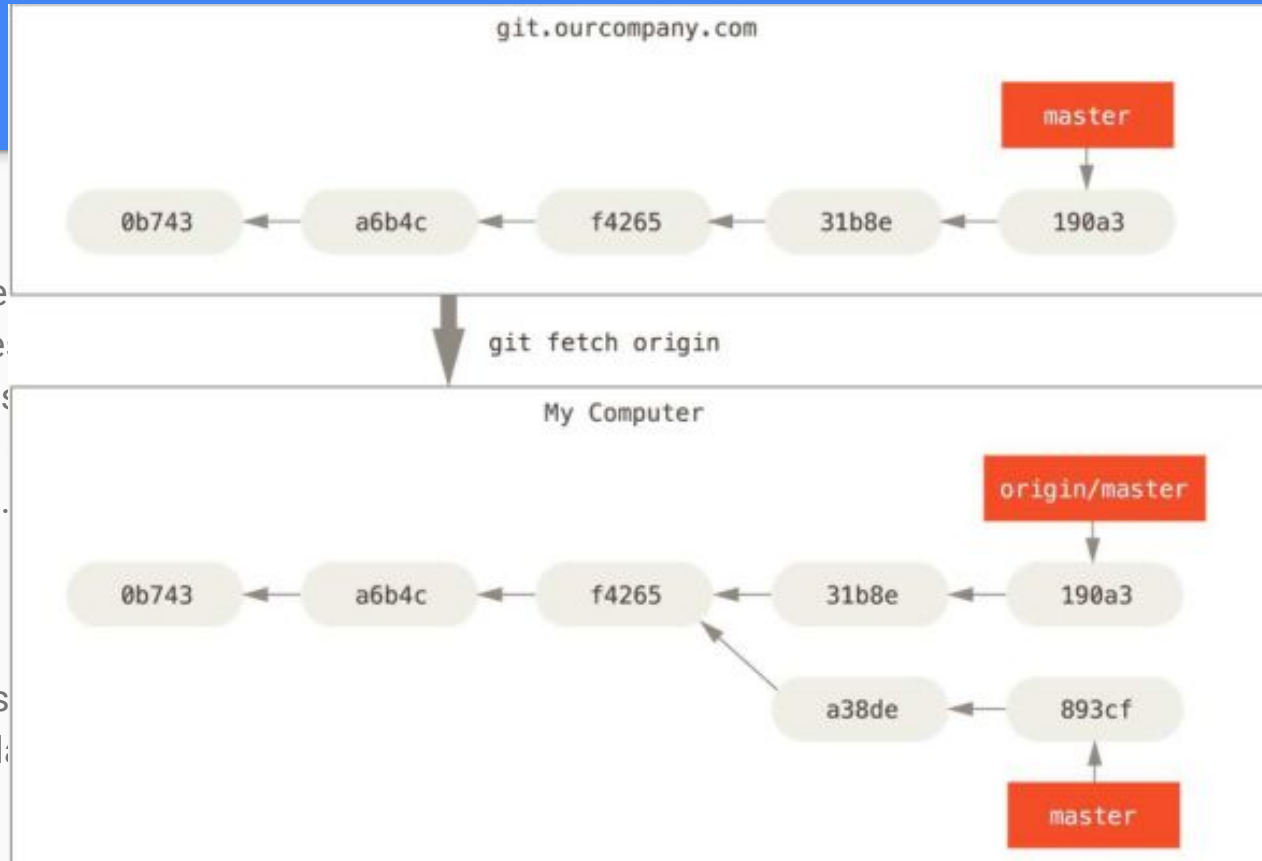 git.ourcompany.com
master
0b743 a6b4c f4265 31b8e 190a3
git fetch origin
My Computer
origin/master
0b743 a6b4c f4265 31b8e 190a3
a38de 893cf
master